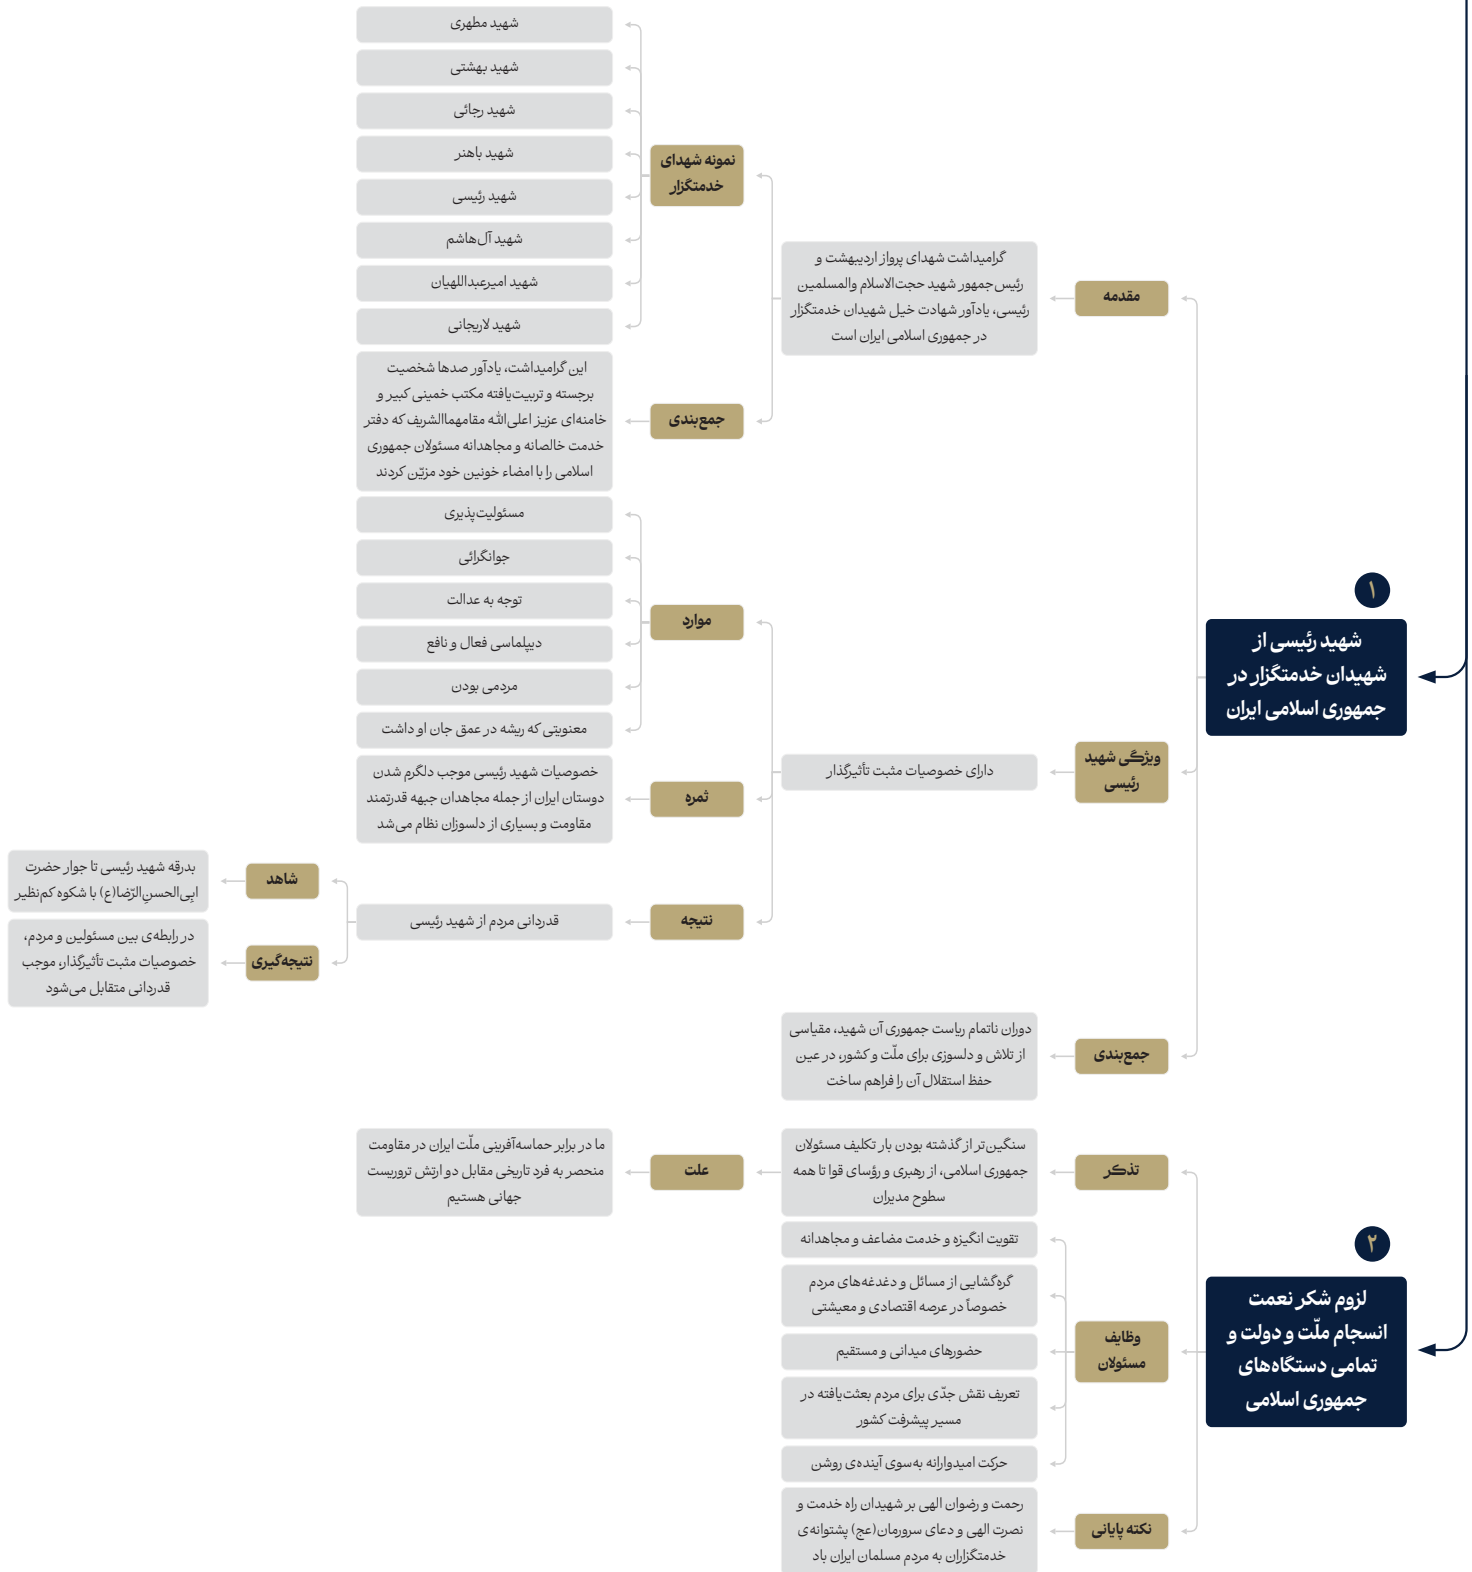 ۱
شهید رئیسی از
شهیدان خدمتگزار در
جمهوری اسلامی ایران
مقدمه
گرامیداشت شهدای پرواز اردیبهشت و
رئیس‌جمهور شهید حجت‌الاسلام والمسلمین
رئیسی، یادآور شهادت خیل شهیدان خدمتگزار
در جمهوری اسلامی ایران است
نمونه شهدای
خدمتگزار
شهید مطهری
شهید بهشتی
شهید رجائی
شهید باهنر
شهید رئیسی
شهید آل‌هاشم
شهید امیرعبداللهیان
شهید لاریجانی
جمع‌بندی
این گرامیداشت، یادآور صدها شخصیت
برجسته و تربیت‌یافته مکتب خمینی کبیر و
خامنه‌ای عزیز اعلی‌الله مقامهماالشریف که دفتر
خدمت خالصانه و مجاهدانه مسئولان جمهوری
اسلامی را با امضاء خونین خود مزیّن کردند
ویژگی شهید
رئیسی
دارای خصوصیات مثبت تأثیرگذار
موارد
مسئولیت‌پذیری
جوانگرائی
توجه به عدالت
دیپلماسی فعال و نافع
مردمی بودن
معنویتی که ریشه در عمق جان او داشت
ثمره
خصوصیات شهید رئیسی موجب دلگرم شدن
دوستان ایران از جمله مجاهدان جبهه قدرتمند
مقاومت و بسیاری از دلسوزان نظام می‌شد
نتیجه
قدردانی مردم از شهید رئیسی
شاهد
بدرقه شهید رئیسی تا جوار حضرت
ابِی‌الحسنِ‌الرّضا(ع) با شکوه کم‌نظیر
نتیجه‌گیری
در رابطه‌ی بین مسئولین و مردم،
خصوصیات مثبت تأثیرگذار، موجب
قدردانی متقابل می‌شود
جمع‌بندی
دوران ناتمام ریاست جمهوری آن شهید، مقیاسی
از تلاش و دلسوزی برای ملّت و کشور، در عین
حفظ استقلال آن را فراهم ساخت
۲
لزوم شکر نعمت
انسجام ملّت و دولت و
تمامی دستگاه‌های
جمهوری اسلامی
تذکر
سنگین‌تر از گذشته بودن بار تکلیف مسئولان
جمهوری اسلامی، از رهبری و رؤسای قوا تا همه
سطوح مدیران
علت
ما در برابر حماسه‌آفرینی ملّت ایران در مقاومت
منحصر به فرد تاریخی مقابل دو ارتش تروریست
جهانی هستیم
وظایف
مسئولان
تقویت انگیزه و خدمت مضاعف و مجاهدانه
گره‌گشایی از مسائل و دغدغه‌های مردم
خصوصاً در عرصه اقتصادی و معیشتی
حضورهای میدانی و مستقیم
تعریف نقش جدّی برای مردم بعثت‌یافته در
مسیر پیشرفت کشور
حرکت امیدوارانه به‌سوی آینده‌ی روشن
نکته پایانی
رحمت و رضوان الهی بر شهیدان راه خدمت و
نصرت الهی و دعای سرورمان(عج) پشتوانه‌ی
خدمتگزاران به مردم مسلمان ایران باد